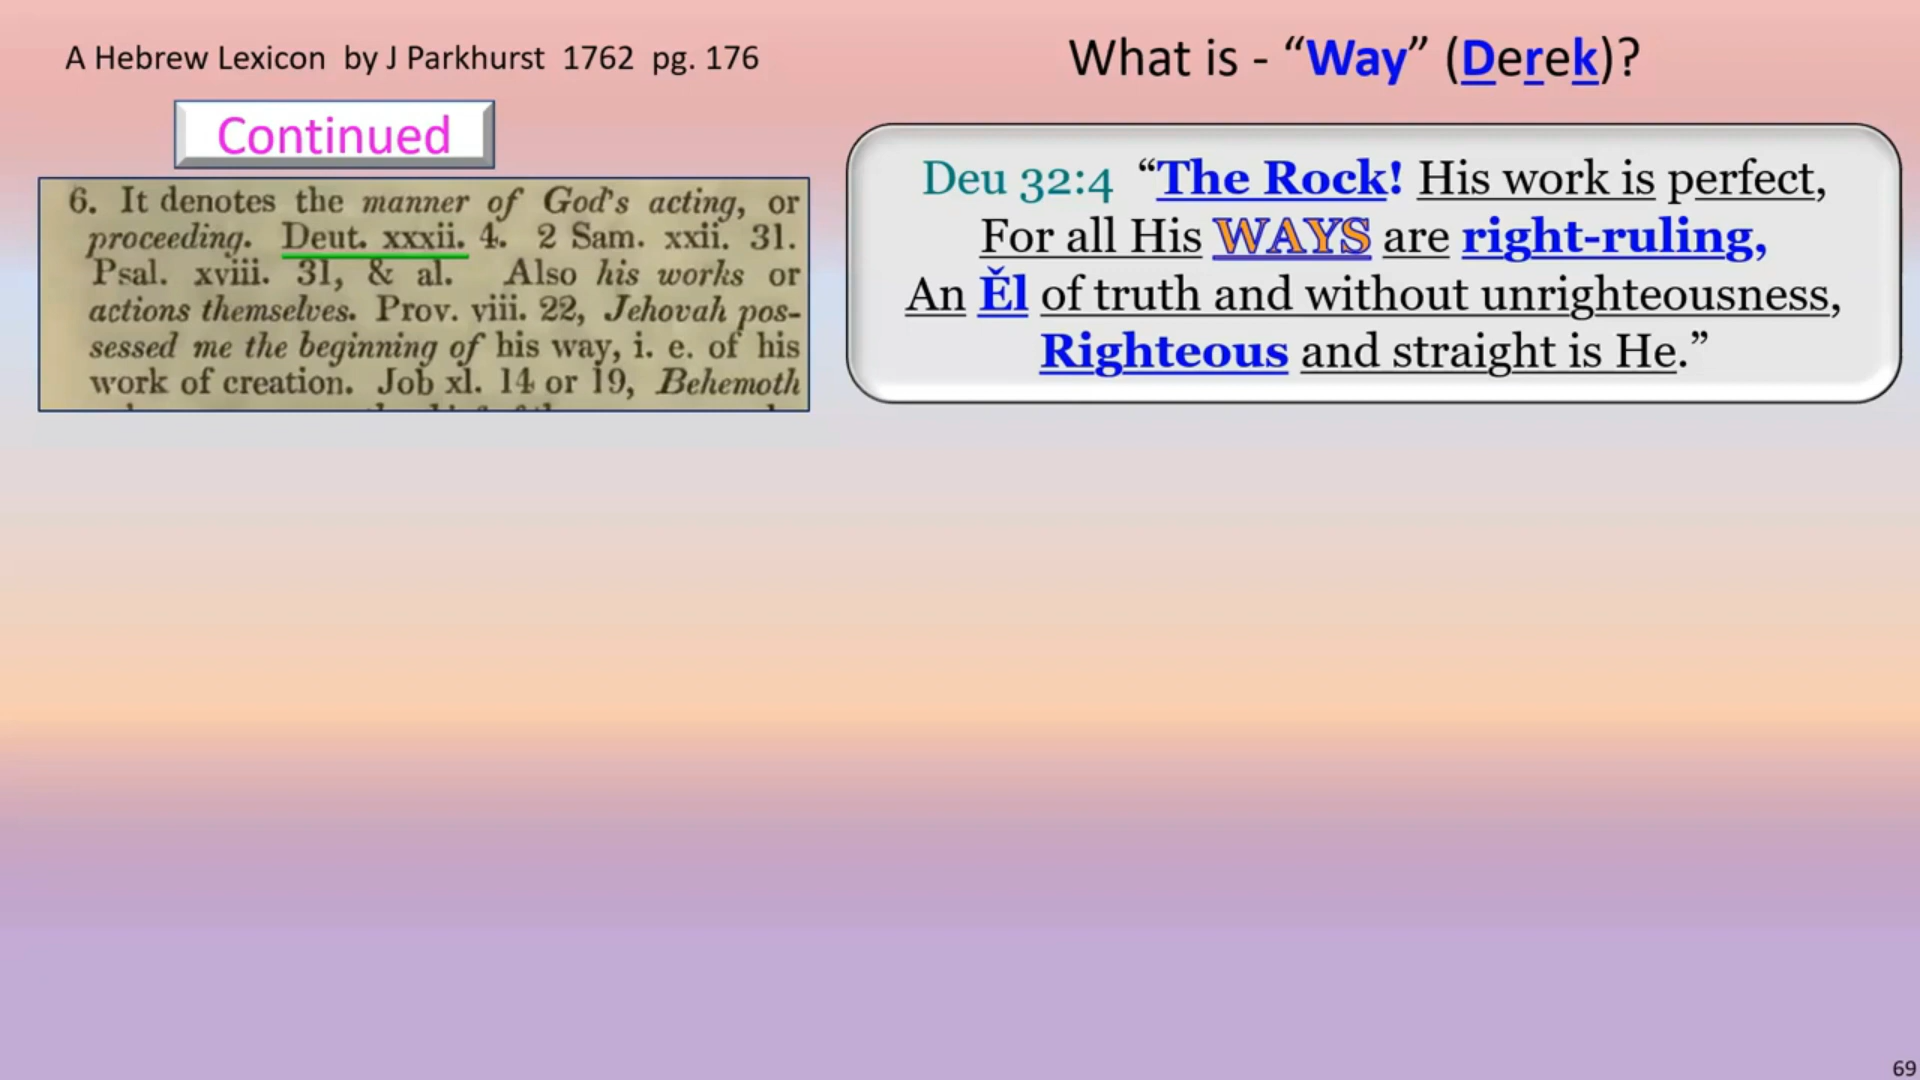 A Hebrew Lexicon by J Parkhurst 1762 pg. 176
What is - “Way” (Derek)?
Continued
6. It denotes the manner of God's acting, or
proceeding. Deut. xxxii. 4. 2 Sam. xxii. 31.
Psal. xviii. 31, & al. Also his works or
actions themselves. Prov. viii. 22, Jehovah pos-
sessed me the beginning of his way, i. e. of his
work of creation. Job xl. 14 or 19, Behemoth
Deu 32:4 “The Rock! His work is perfect,
For all His WAYS are right-ruling,
An Ěl of truth and without unrighteousness,
Righteous and straight is He.”
69